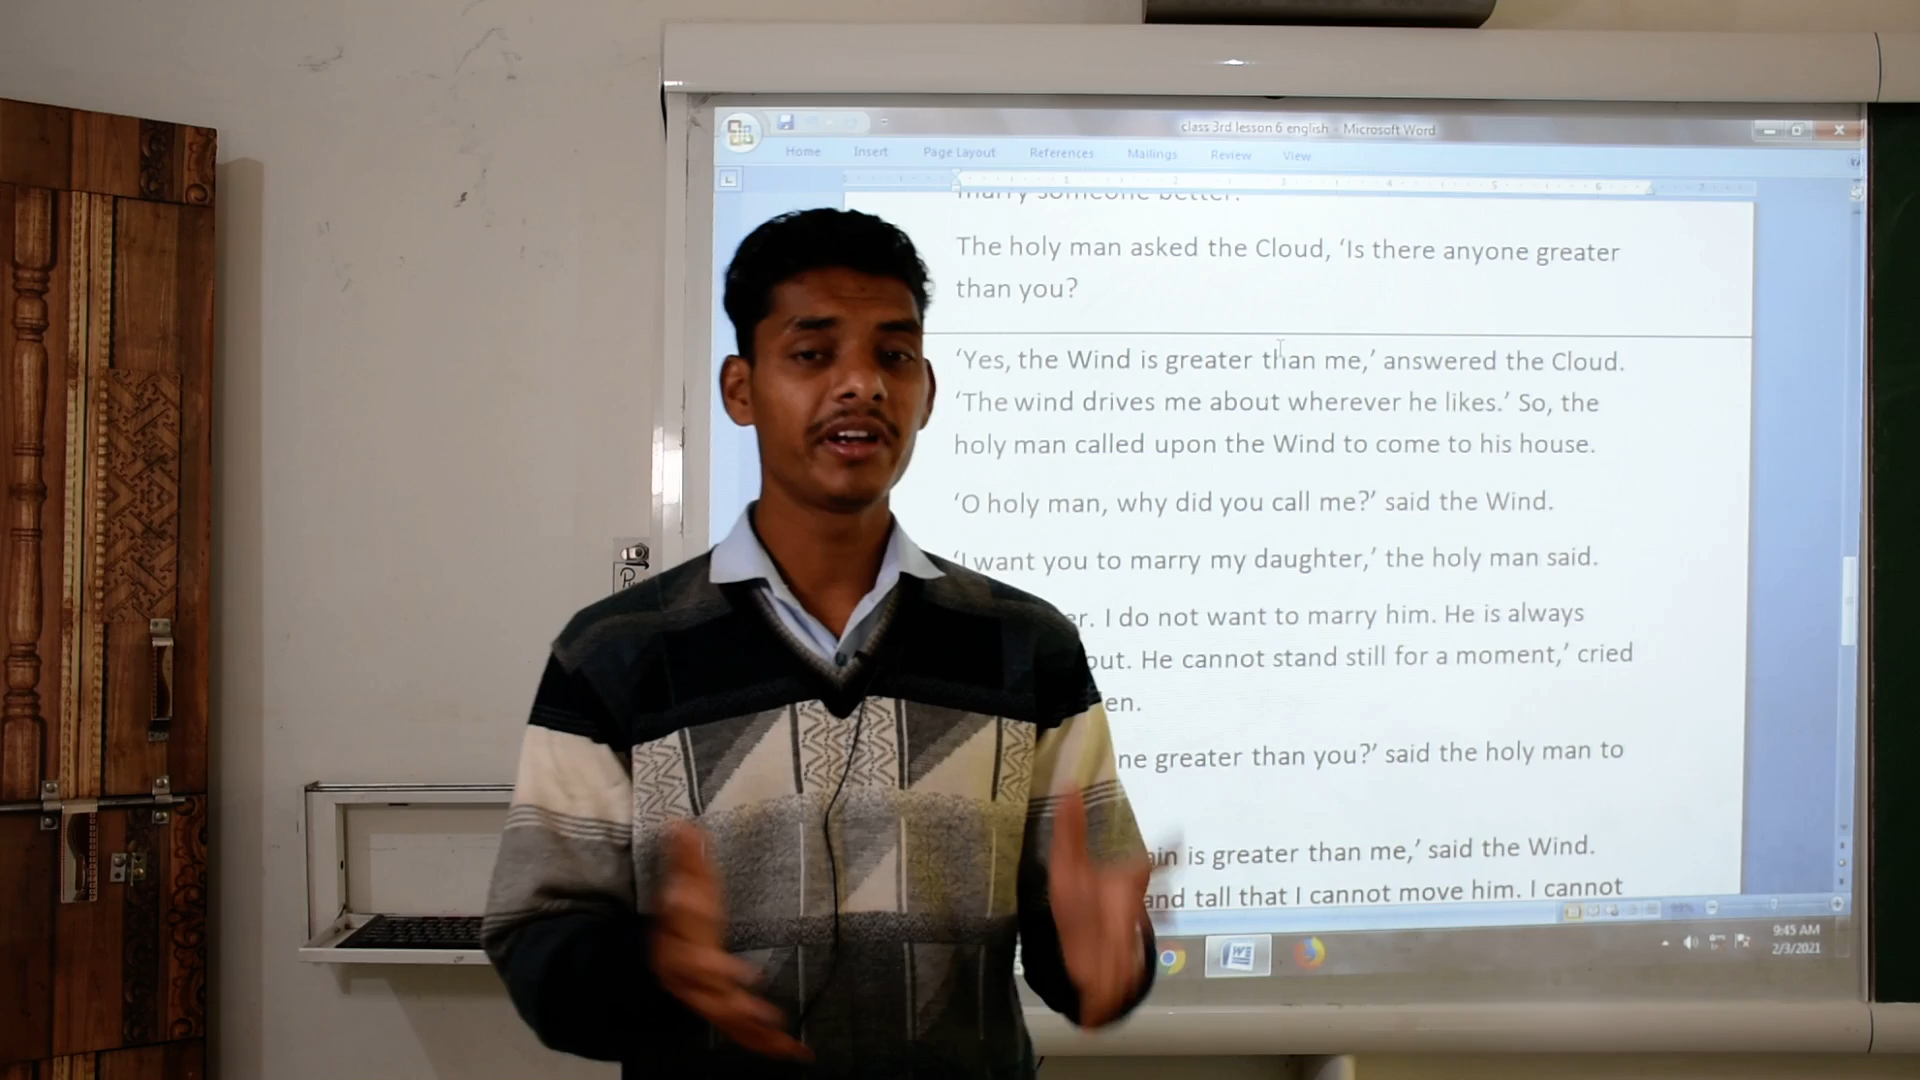 class 3rd lesson 6 english - Microsoft Word
Home Insert Page Layout References Mailings Review View
marry someone better.
The holy man asked the Cloud, ‘Is there anyone greater
than you?
‘Yes, the Wind is greater than me,’ answered the Cloud.
‘The wind drives me about wherever he likes.’ So, the
holy man called upon the Wind to come to his house.
‘O holy man, why did you call me?’ said the Wind.
‘I want you to marry my daughter,’ the holy man said.
er. I do not want to marry him. He is always
out. He cannot stand still for a moment,’ cried
en.
ne greater than you?’ said the holy man to
ain is greater than me,’ said the Wind.
and tall that I cannot move him. I cannot
9:45 AM
2/3/2021